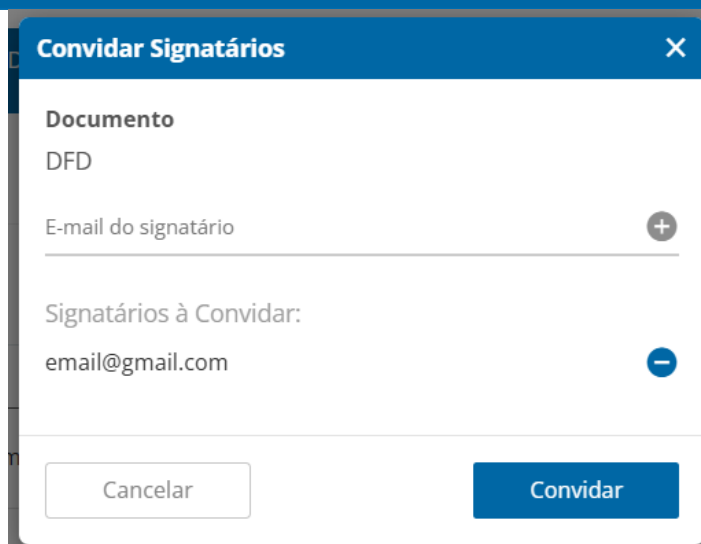 Convidar Signatários
Documento
DFD
E-mail do signatário
Signatários à Convidar:
email@gmail.com
Cancelar
Convidar